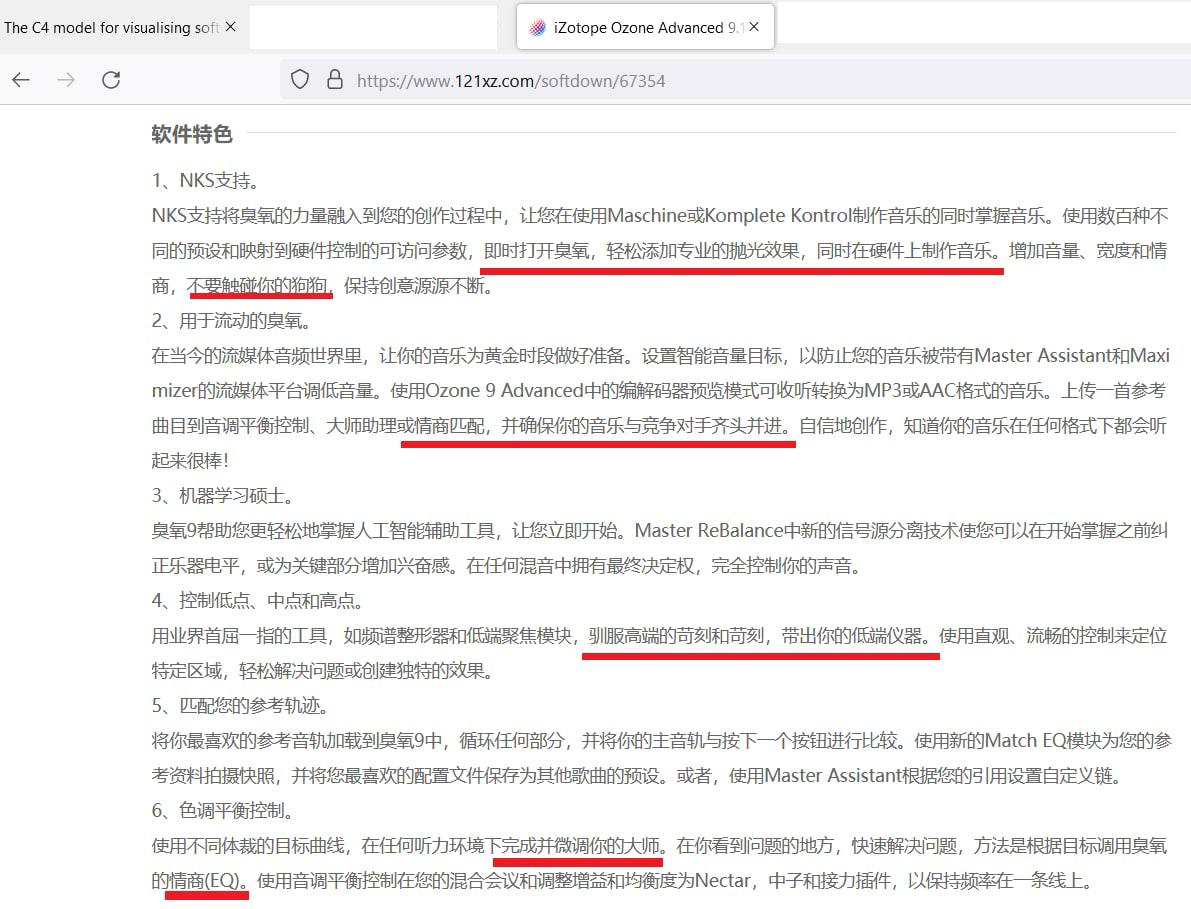 The C4 model for visualising soft
iZotope Ozone Advanced 9.1
https://www.121xz.com/softdown/67354
软件特色
1、NKS支持。
NKS支持将臭氧的力量融入到您的创作过程中，让您在使用Maschine或Komplete Kontrol制作音乐的同时掌握音乐。使用数百种不
同的预设和映射到硬件控制的可访问参数，即时打开臭氧，轻松添加专业的抛光效果，同时在硬件上制作音乐。增加音量、宽度和情
商，不要触碰你的狗狗，保持创意源源不断。
2、用于流动的臭氧。
在当今的流媒体音频世界里，让你的音乐为黄金时段做好准备。设置智能音量目标，以防止您的音乐被带有Master Assistant和Maxi
mizer的流媒体平台调低音量。使用Ozone 9 Advanced中的编解码器预览模式可收听转换为MP3或AAC格式的音乐。上传一首参考
曲目到音调平衡控制、大师助理或情商匹配，并确保你的音乐与竞争对手齐头并进。自信地创作，知道你的音乐在任何格式下都会听
起来很棒！
3、机器学习硕士。
臭氧9帮助您更轻松地掌握人工智能辅助工具，让您立即开始。Master ReBalance中新的信号源分离技术使您可以在开始掌握之前纠
正乐器电平，或为关键部分增加兴奋感。在任何混音中拥有最终决定权，完全控制你的声音。
4、控制低点、中点和高点。
用业界首屈一指的工具，如频谱整形器和低端聚焦模块，驯服高端的苛刻和苛刻，带出你的低端仪器。使用直观、流畅的控制来定位
特定区域，轻松解决问题或创建独特的效果。
5、匹配您的参考轨迹。
将你最喜欢的参考音轨加载到臭氧9中，循环任何部分，并将你的主音轨与按下一个按钮进行比较。使用新的Match EQ模块为您的参
考资料拍摄快照，并将您最喜欢的配置文件保存为其他歌曲的预设。或者，使用Master Assistant根据您的引用设置自定义链。
6、色调平衡控制。
使用不同体裁的目标曲线，在任何听力环境下完成并微调你的大师。在你看到问题的地方，快速解决问题，方法是根据目标调用臭氧
的情商(EQ)。使用音调平衡控制在您的混合会议和调整增益和均衡度为Nectar，中子和接力插件，以保持频率在一条线上。